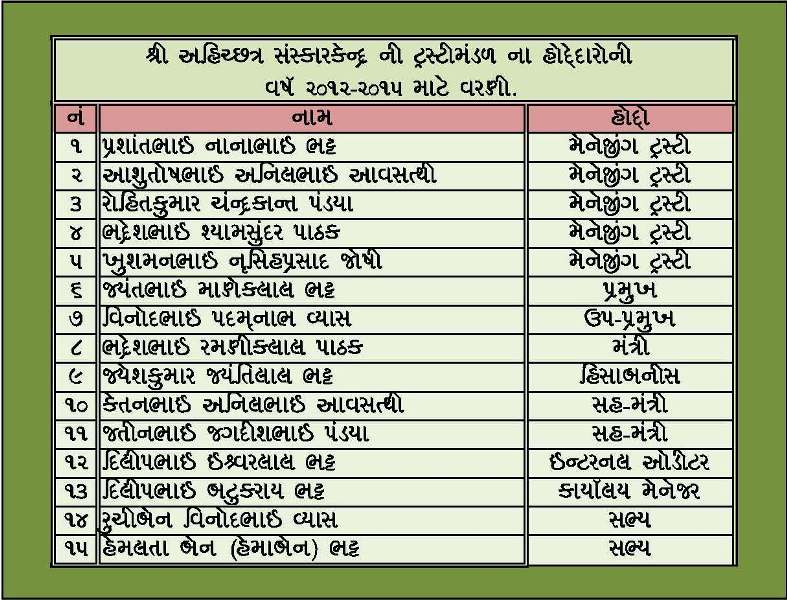 શ્રી અહિચ્છત્ર સંસ્કારકેન્દ્ર ની ટ્રસ્ટીમંડળ ના હોદ્દેદારોની
વર્ષ ૨૦૧૨-૨૦૧૫ માટે વરણી.
નં નામ હોદ્દો
૧ પ્રશાંતભાઈ નાનાભાઈ ભટ્ટ મેનેજીંગ ટ્રસ્ટી
૨ આશુતોષભાઈ અનિલભાઈ આવસત્થી મેનેજીંગ ટ્રસ્ટી
૩ રોહિતકુમાર ચંન્દ્રકાન્ત પંડયા મેનેજીંગ ટ્રસ્ટી
૪ ભદ્રેશભાઈ શ્યામસુંદર પાઠક મેનેજીંગ ટ્રસ્ટી
૫ ખુશમનભાઈ નૃસિહપ્રસાદ જોષી મેનેજીંગ ટ્રસ્ટી
૬ જયંતભાઈ માણેકલાલ ભટ્ટ પ્રમુખ
૭ વિનોદભાઈ પદમ્નાભ વ્યાસ ઉપ-પ્રમુખ
૮ ભદ્રેશભાઈ રમણીકલાલ પાઠક મંત્રી
૯ જયેશકુમાર જયંતિલાલ ભટ્ટ હિસાબનીસ
૧૦ કેતનભાઈ અનિલભાઈ આવસત્થી સહ-મંત્રી
૧૧ જતીનભાઈ જગદીશભાઈ પંડયા સહ-મંત્રી
૧૨ દિલીપભાઈ ઈશ્વરલાલ ભટ્ટ ઈન્ટરનલ ઓડીટર
૧૩ દિલીપભાઈ બટુકરાય ભટ્ટ કાર્યાલય મેનેજર
૧૪ રુચીબેન વિનોદભાઈ વ્યાસ સભ્ય
૧૫ હેમલતા બેન (હેમાબેન) ભટ્ટ સભ્ય